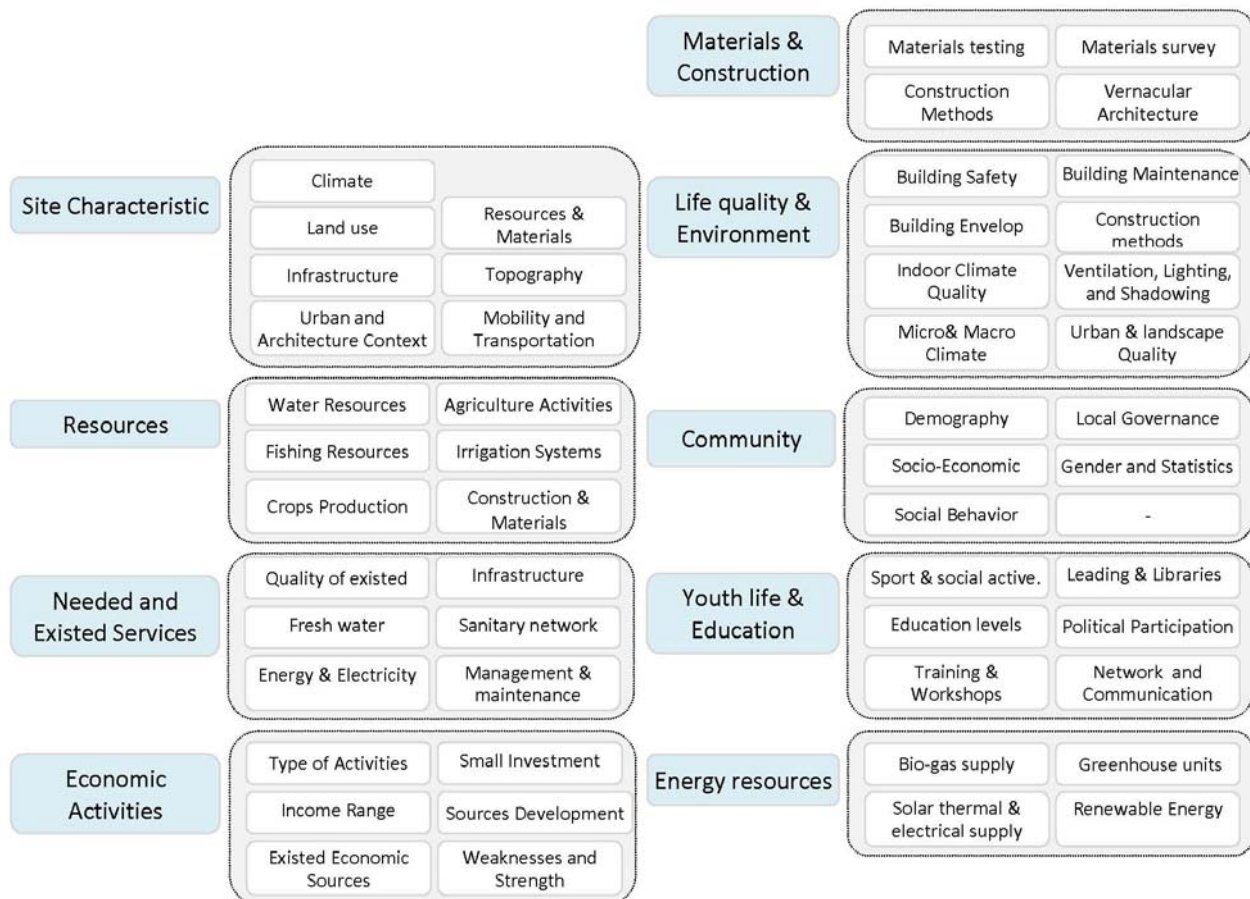 Site Characteristic
Climate
Land use
Resources &
Materials
Infrastructure
Topography
Urban and
Architecture Context
Mobility and
Transportation
Resources
Water Resources
Agriculture Activities
Fishing Resources
Irrigation Systems
Crops Production
Construction &
Materials
Needed and
Existed Services
Quality of existed
Infrastructure
Fresh water
Sanitary network
Energy & Electricity
Management &
maintenance
Economic
Activities
Type of Activities
Small Investment
Income Range
Sources Development
Existed Economic
Sources
Weaknesses and
Strength
Materials &
Construction
Materials testing
Materials survey
Construction
Methods
Vernacular
Architecture
Life quality &
Environment
Building Safety
Building Maintenance
Building Envelop
Construction
methods
Indoor Climate
Quality
Ventilation, Lighting,
and Shadowing
Micro& Macro
Climate
Urban & landscape
Quality
Community
Demography
Local Governance
Socio-Economic
Gender and Statistics
Social Behavior
-
Youth life &
Education
Sport & social active.
Leading & Libraries
Education levels
Political Participation
Training &
Workshops
Network and
Communication
Energy resources
Bio-gas supply
Greenhouse units
Solar thermal &
electrical supply
Renewable Energy